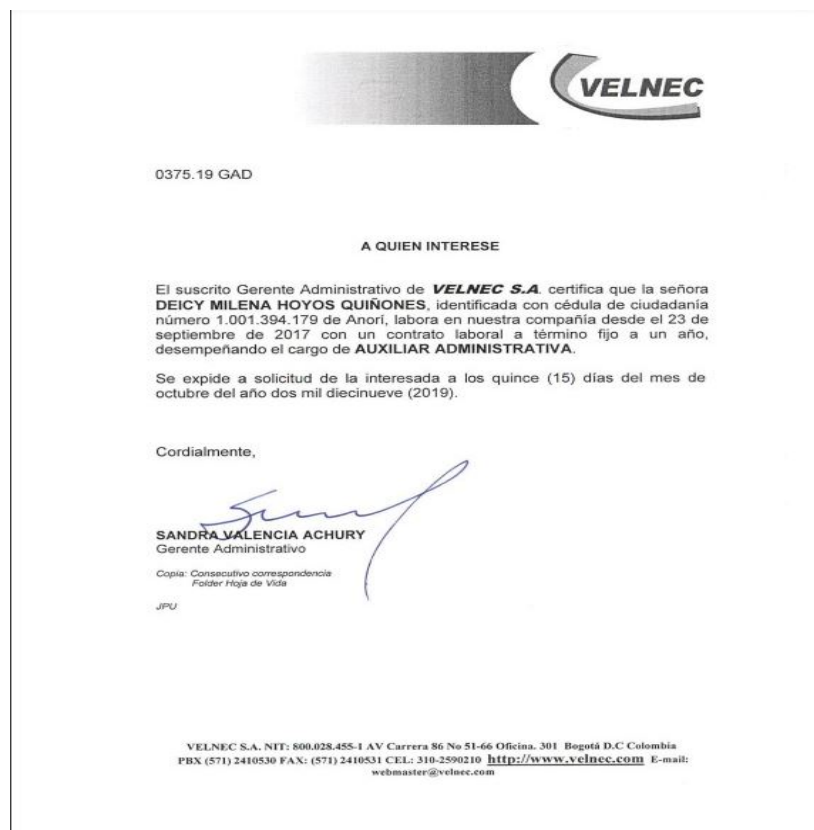 VELNEC
0375.19 GAD
A QUIEN INTERESE
El suscrito Gerente Administrativo de VELNEC S.A. certifica que la señora
DEICY MILENA HOYOS QUIÑONES, identificada con cédula de ciudadanía
número 1.001.394.179 de Anorí, labora en nuestra compañía desde el 23 de
septiembre de 2017 con un contrato laboral a término fijo a un año,
desempeñando el cargo de AUXILIAR ADMINISTRATIVA.
Se expide a solicitud de la interesada a los quince (15) días del mes de
octubre del año dos mil diecinueve (2019).
Cordialmente,
SANDRA VALENCIA ACHURY
Gerente Administrativo
Copia: Consecutivo correspondencia
Folder Hoja de Vida
JPU
VELNEC S.A. NIT: 800.028.455-1 AV Carrera 86 No 51-66 Oficina. 301 Bogotá D.C Colombia
PBX (571) 2410530 FAX: (571) 2410531 CEL: 310-2590210 http://www.velnec.com E-mail:
webmaster@velnec.com